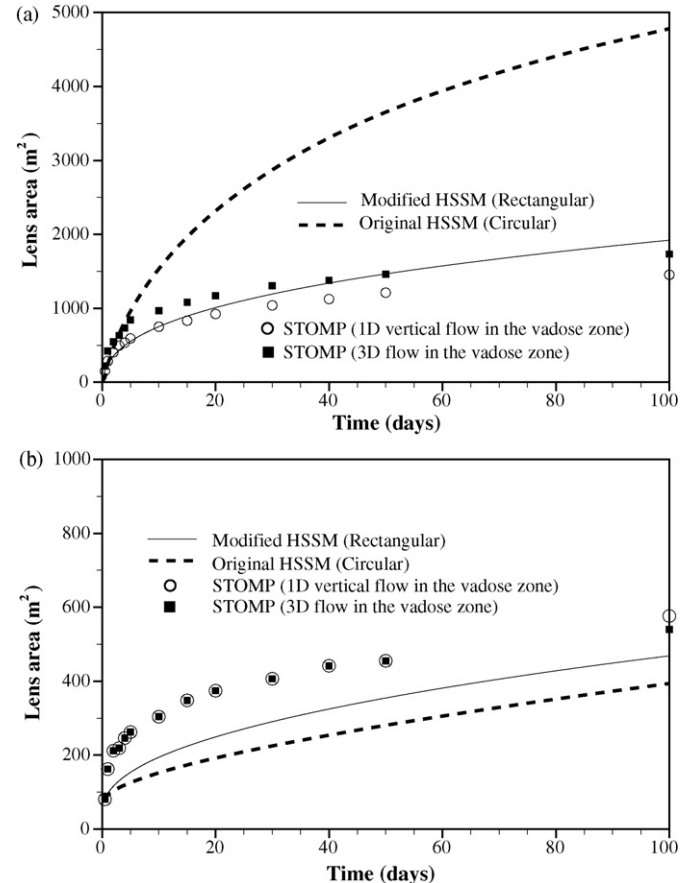 (a)
5000
4000
3000
2000
1000
0
Lens area (m²)
Modified HSSM (Rectangular)
Original HSSM (Circular)
STOMP (1D vertical flow in the vadose zone)
STOMP (3D flow in the vadose zone)
0 20 40 60 80 100
Time (days)
(b)
1000
800
600
400
200
0
Lens area (m²)
Modified HSSM (Rectangular)
Original HSSM (Circular)
STOMP (1D vertical flow in the vadose zone)
STOMP (3D flow in the vadose zone)
0 20 40 60 80 100
Time (days)